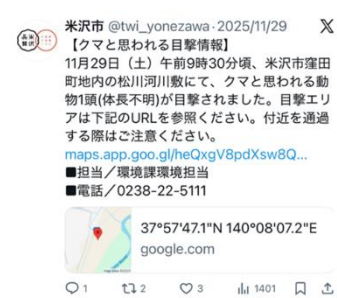 米沢市 @twi_yonezawa · 2025/11/29
【クマと思われる目撃情報】
11月29日（土）午前9時30分頃、米沢市窪田
町地内の松川河川敷にて、クマと思われる動
物1頭(体長不明)が目撃されました。目撃エリ
アは下記のURLを参照ください。付近を通過
する際はご注意ください。
maps.app.goo.gl/heQxgV8pdXsw8Q...
■担当／環境課環境担当
■電話／0238-22-5111
37°57'47.1"N 140°08'07.2"E
google.com
1 2 3 1401